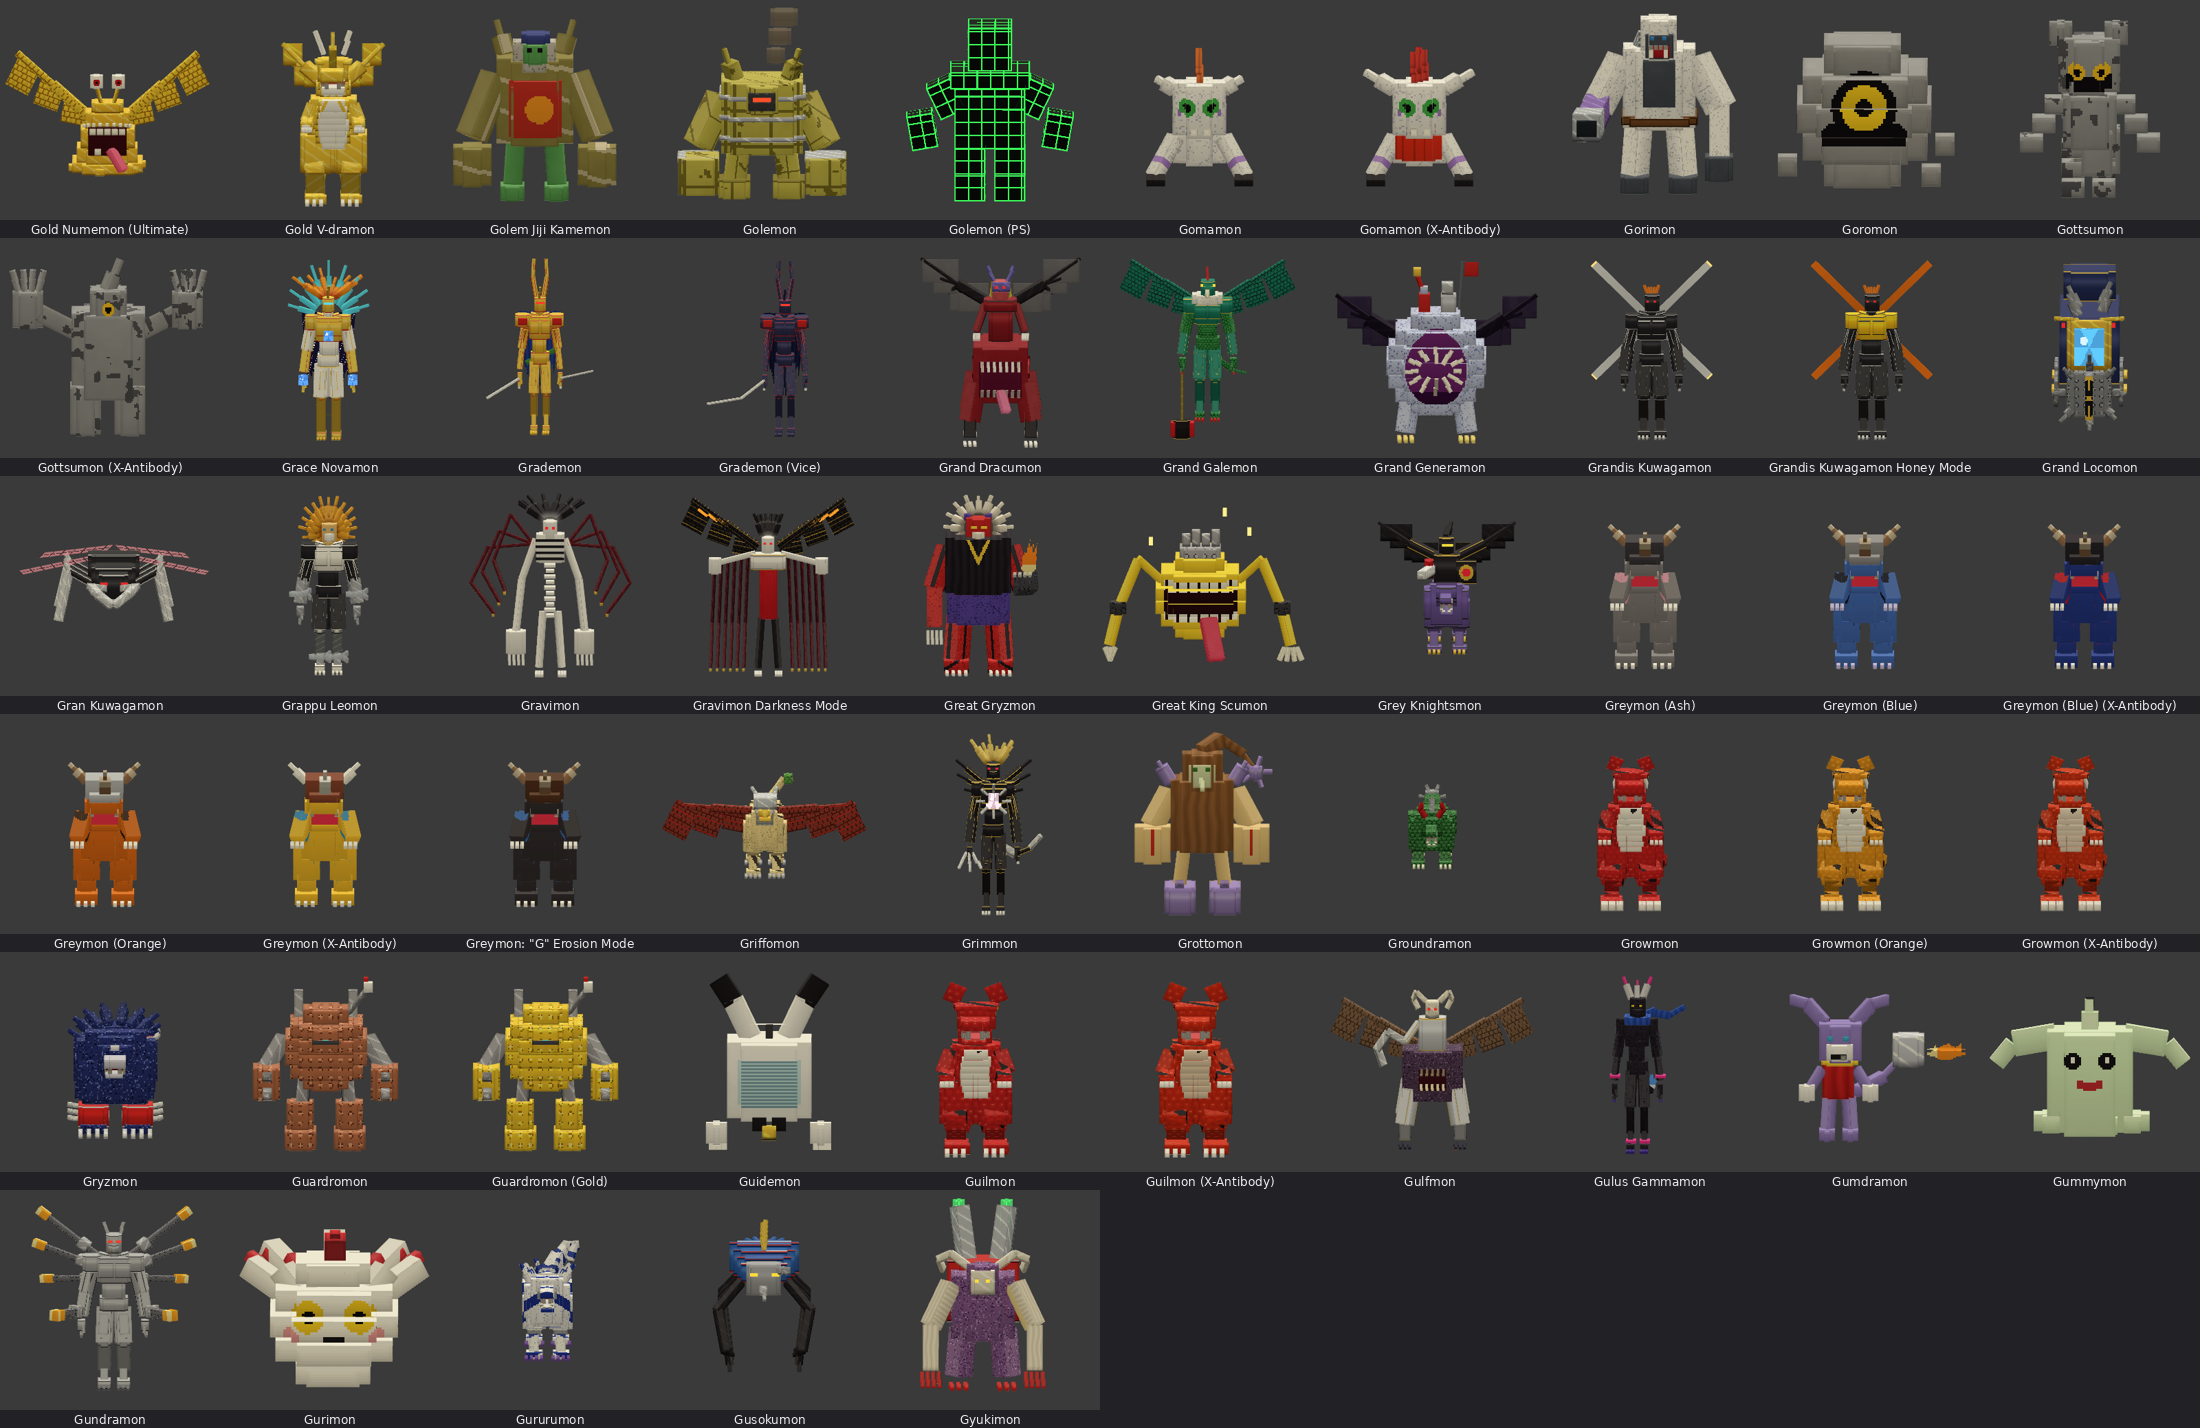 Gold Numemon (Ultimate)
Gold V-dramon
Golem Jiji Kamemon
Golemon
Golemon (PS)
Gomamon
Gomamon (X-Antibody)
Gorimon
Goromon
Gottsumon
Gottsumon (X-Antibody)
Grace Novamon
Grademon
Grademon (Vice)
Grand Dracumon
Grand Galemon
Grand Generamon
Grandis Kuwagamon
Grandis Kuwagamon Honey Mode
Grand Locomon
Gran Kuwagamon
Grappu Leomon
Gravimon
Gravimon Darkness Mode
Great Gryzmon
Great King Scumon
Grey Knightsmon
Greymon (Ash)
Greymon (Blue)
Greymon (Blue) (X-Antibody)
Greymon (Orange)
Greymon (X-Antibody)
Greymon: "G" Erosion Mode
Griffomon
Grimmon
Grottomon
Groundramon
Growmon
Growmon (Orange)
Growmon (X-Antibody)
Gryzmon
Guardromon
Guardromon (Gold)
Guidemon
Guilmon
Guilmon (X-Antibody)
Gulfmon
Gulus Gammamon
Gumdramon
Gummymon
Gundramon
Gurimon
Gururumon
Gusokumon
Gyukimon